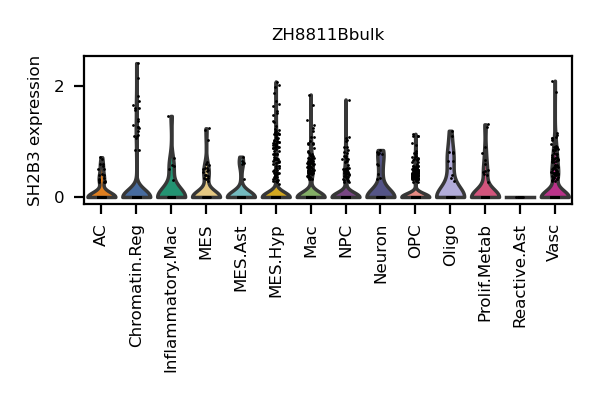 ZH8811Bbulk
SH2B3 expression
2
0
AC
Chromatin.Reg
Inflammatory.Mac
MES
MES.Ast
MES.Hyp
Mac
NPC
Neuron
OPC
Oligo
Prolif.Metab
Reactive.Ast
Vasc